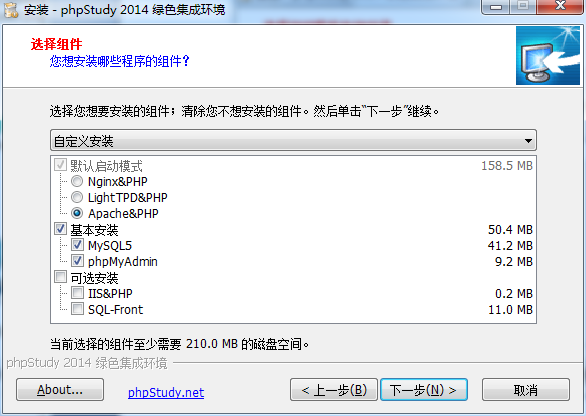 安装 - phpStudy 2014 绿色集成环境
选择组件
您想安装哪些程序的组件？
选择您想要安装的组件；清除您不想安装的组件。然后单击“下一步”继续。
自定义安装
默认启动模式 158.5 MB
Nginx&PHP
LightTPD&PHP
Apache&PHP
基本安装 50.4 MB
MySQL5 41.2 MB
phpMyAdmin 9.2 MB
可选安装
IIS&PHP 0.2 MB
SQL-Front 11.0 MB
当前选择的组件至少需要 210.0 MB 的磁盘空间。
phpStudy 2014 绿色集成环境
About... phpStudy.net < 上一步(B) 下一步(N) > 取消